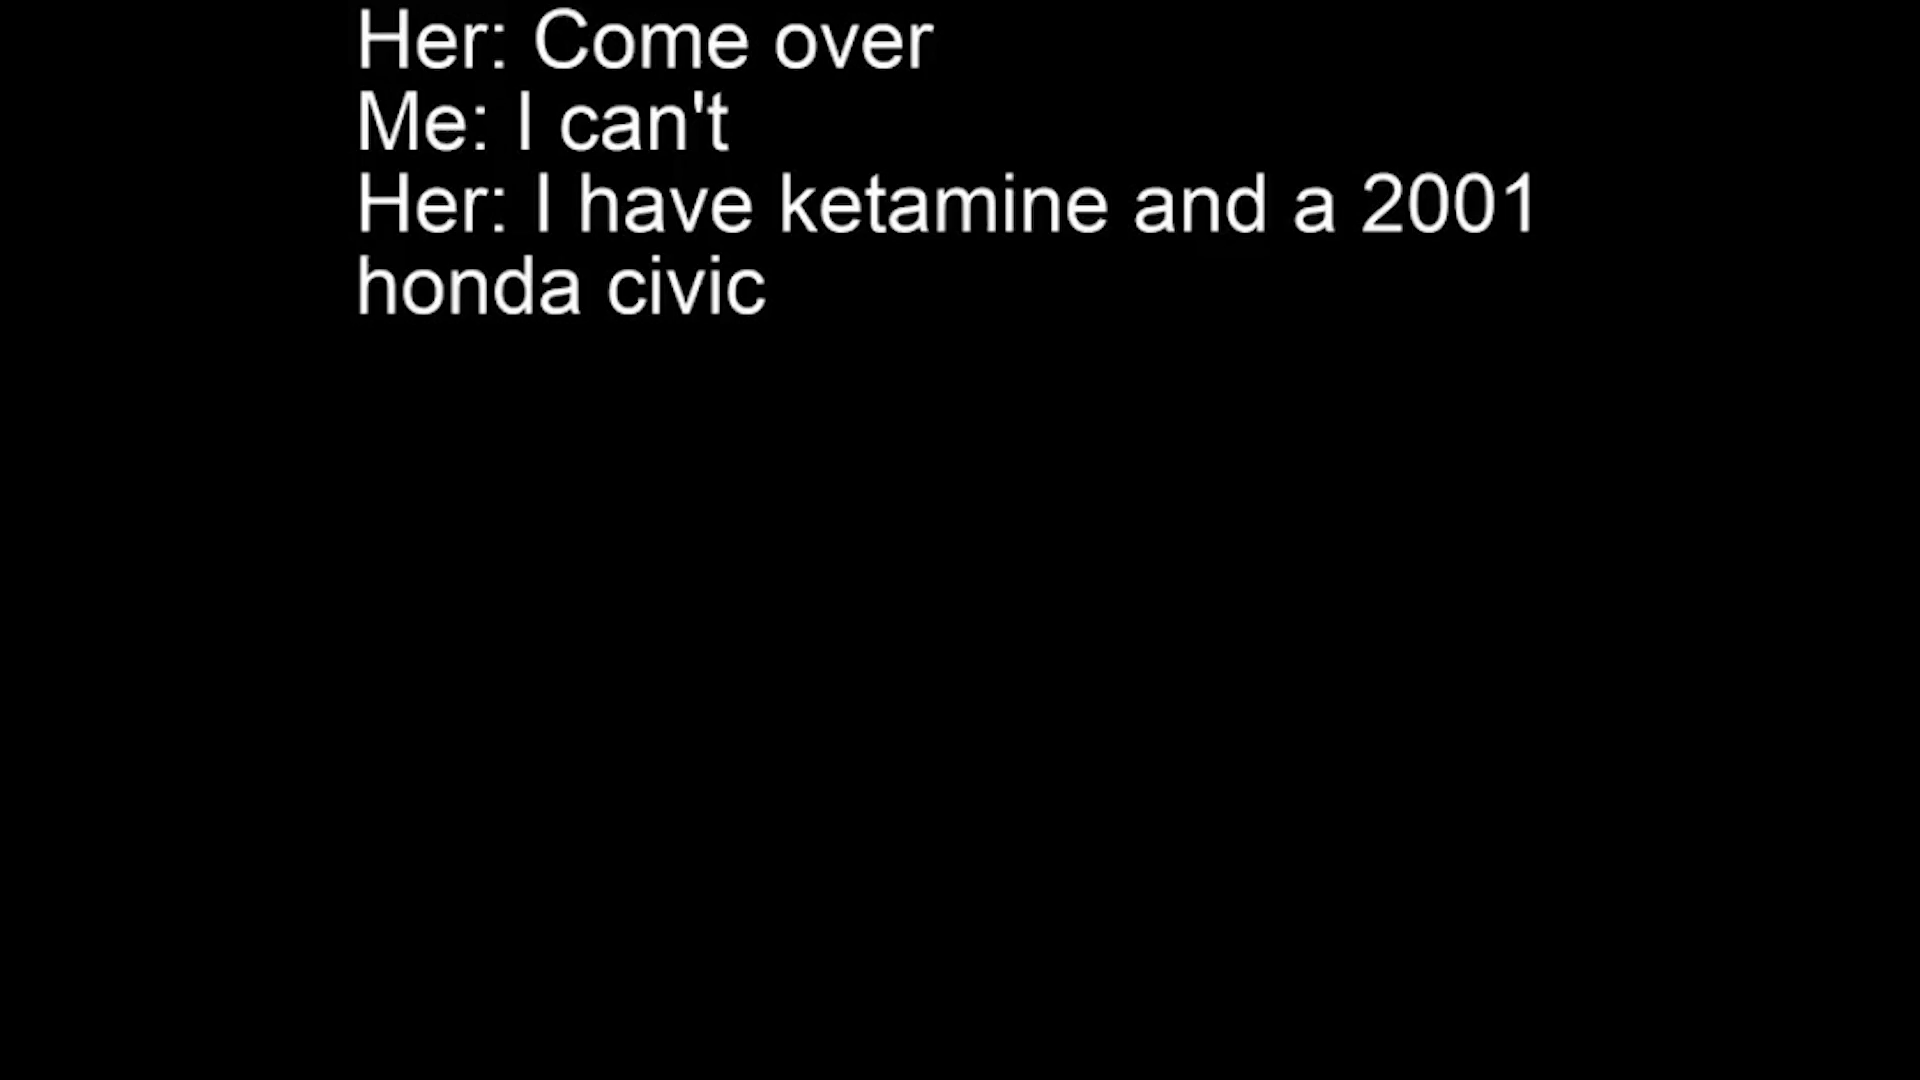 Her: Come over
Me: I can't
Her: I have ketamine and a 2001
honda civic